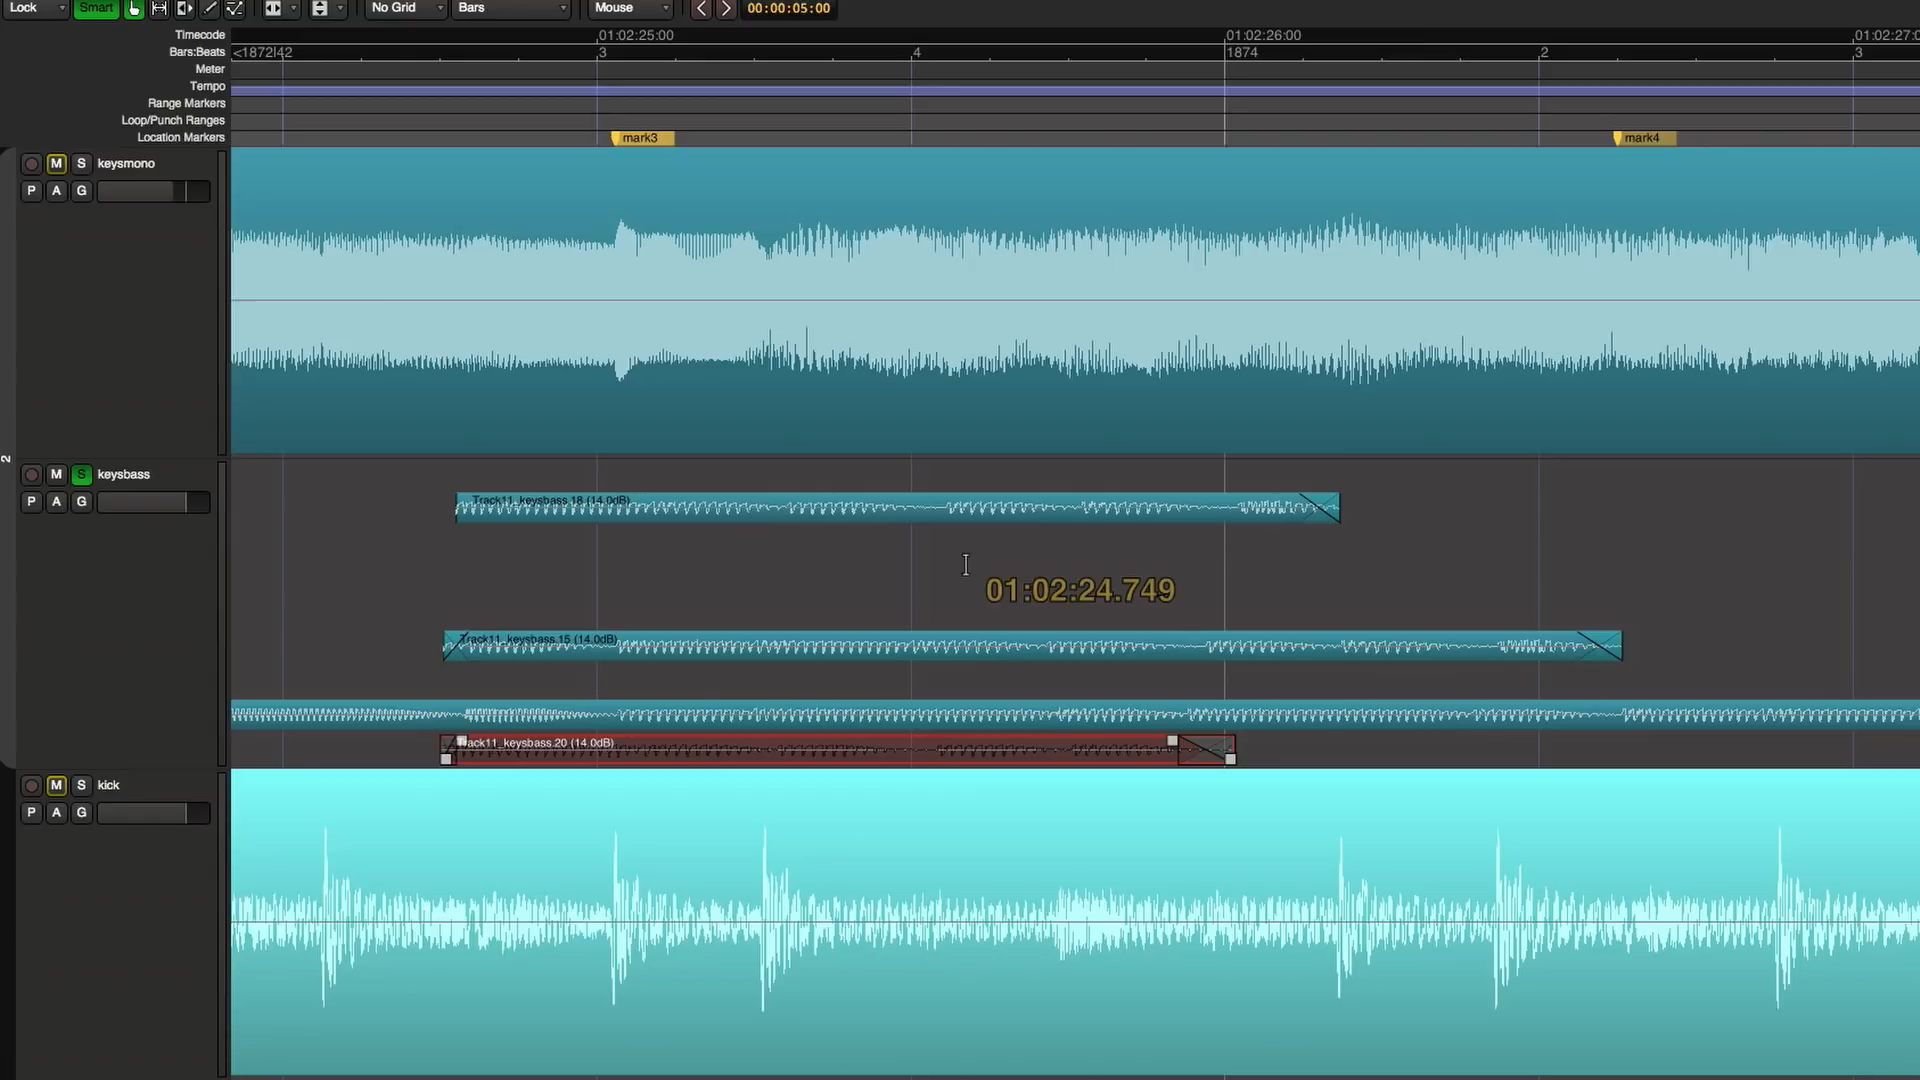 Lock Smart No Grid Bars Mouse 00:00:05:00
Timecode 01:02:25:00 01:02:26:00 01:02:27:0
Bars:Beats <1872|42 3 4 1874 2 3
Meter
Tempo
Range Markers
Loop/Punch Ranges
Location Markers mark3 mark4
M S keysmono
P A G
2
M S keysbass
P A G
Track11_keysbass.18 (14.0dB)
01:02:24.749
Track11_keysbass.15 (14.0dB)
Track11_keysbass.20 (14.0dB)
M S kick
P A G